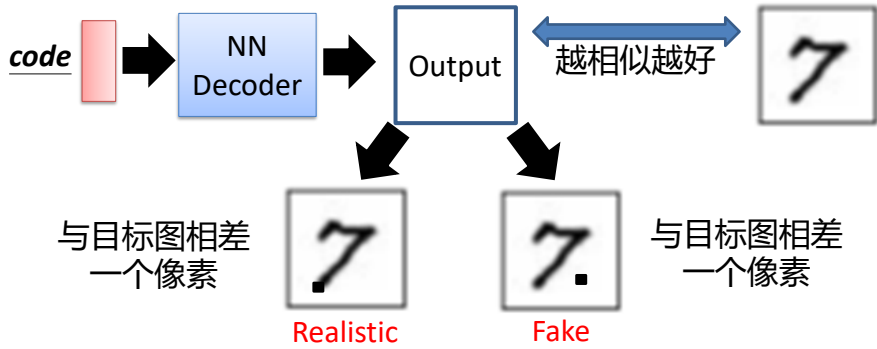 code
NN
Decoder
Output
越相似越好
与目标图相差
一个像素
与目标图相差
一个像素
Realistic
Fake